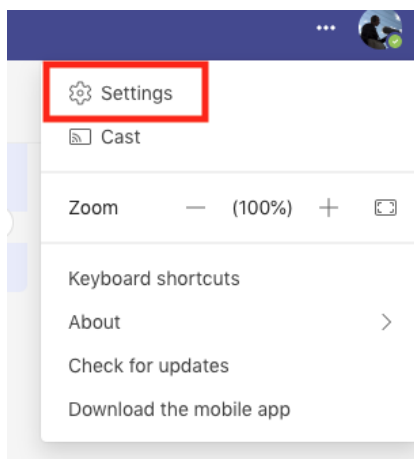 Settings
Cast
Zoom — (100%) +
Keyboard shortcuts
About
Check for updates
Download the mobile app